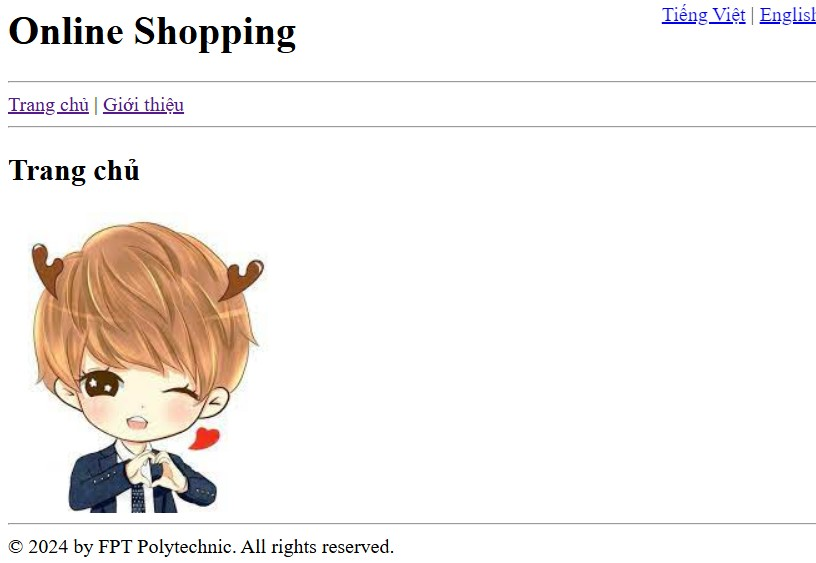 Online Shopping
Tiếng Việt | English
Trang chủ | Giới thiệu
Trang chủ
© 2024 by FPT Polytechnic. All rights reserved.